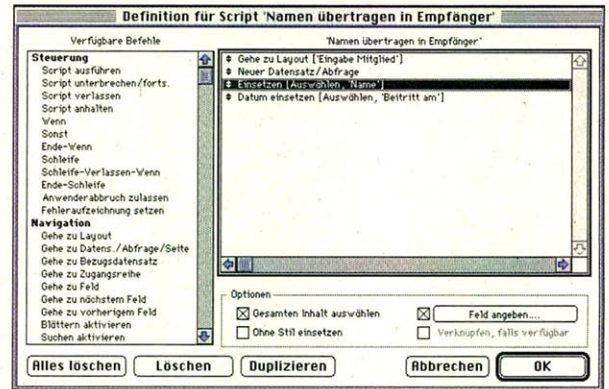 Definition für Script 'Namen übertragen in Empfänger'
Verfügbare Befehle
Steuerung
Script ausführen
Script unterbrechen/forts.
Script verlassen
Script anhalten
Wenn
Sonst
Ende-Wenn
Schleife
Schleife-Verlassen-Wenn
Ende-Schleife
Anwenderabbruch zulassen
Fehleraufzeichnung setzen
Navigation
Gehe zu Layout
Gehe zu Datens./Abfrage/Seite
Gehe zu Bezugsdatensatz
Gehe zu Zugangsreihe
Gehe zu Feld
Gehe zu nächstem Feld
Gehe zu vorherigem Feld
Blättern aktivieren
Suchen aktivieren
'Namen übertragen in Empfänger'
Gehe zu Layout ['Eingabe Mitglied']
Neuer Datensatz/Abfrage
Einsetzen [Auswählen, 'Name']
Datum einsetzen [Auswählen, 'Beitritt am']
Optionen
Gesamten Inhalt auswählen
Feld angeben....
Ohne Stil einsetzen
Verknüpfen, falls verfügbar
Alles löschen
Löschen
Duplizieren
Abbrechen
OK